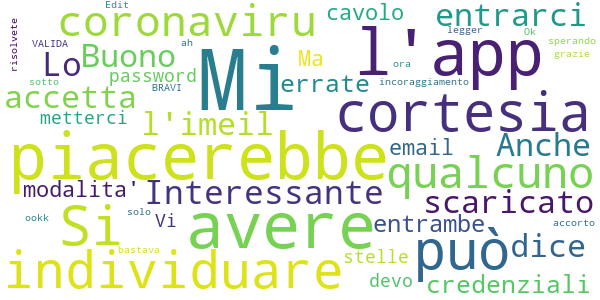 Edit
coronaviru
cavolo
entrarci
legger
Ok
risolvete
VALIDA
ah
Mi
l'app
sperando
Lo
Buono
Ma
ora
grazie
password
errate
incoraggiamento
sotto
accetta
BRAVI
cortesia
metterci
l'imeil
piacerebbe
email
Anche
qualcuno
modalita'
Interessante
scaricato
ookk
Si
solo
Vi
avere
entrambe
accorto
può
dice
bastava
individuare
stelle
devo
credenziali